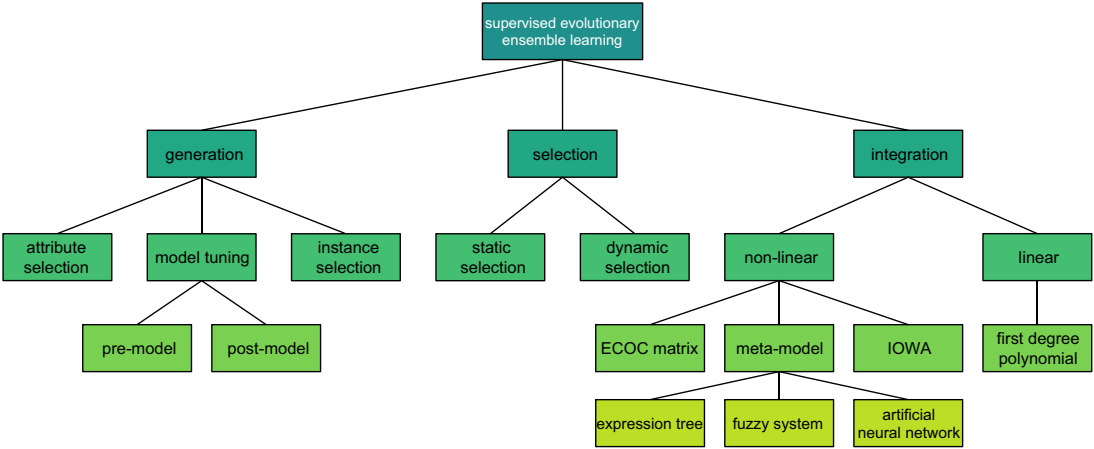 supervised evolutionary
ensemble learning
generation
selection
integration
attribute
selection
model tuning
instance
selection
static
selection
dynamic
selection
non-linear
linear
pre-model
post-model
ECOC matrix
meta-model
IOWA
first degree
polynomial
expression tree
fuzzy system
artificial
neural network